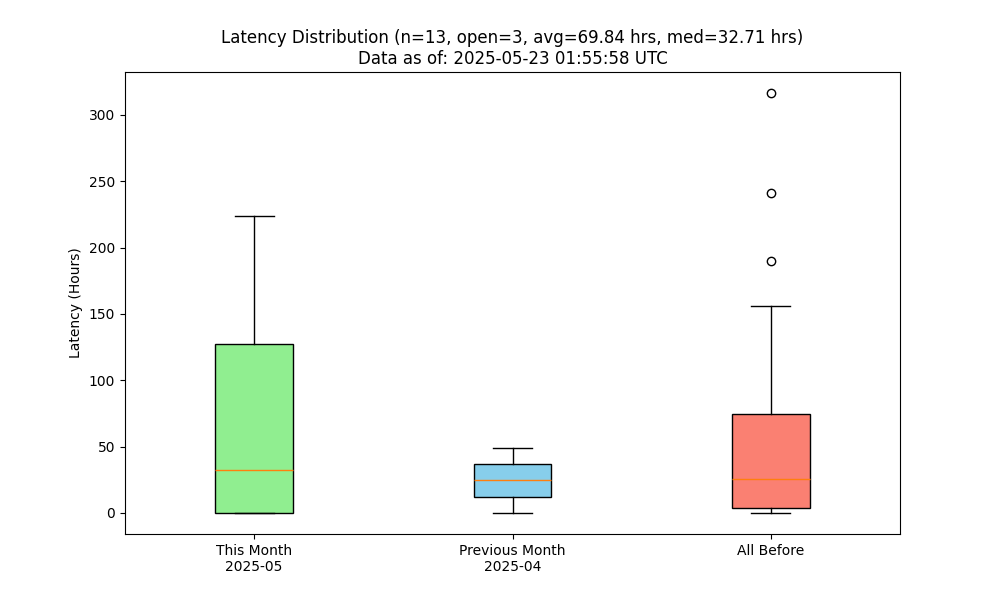 Latency Distribution (n=13, open=3, avg=69.84 hrs, med=32.71 hrs)
Data as of: 2025-05-23 01:55:58 UTC
Latency (Hours)
300
250
200
150
100
50
0
This Month
2025-05
Previous Month
2025-04
All Before